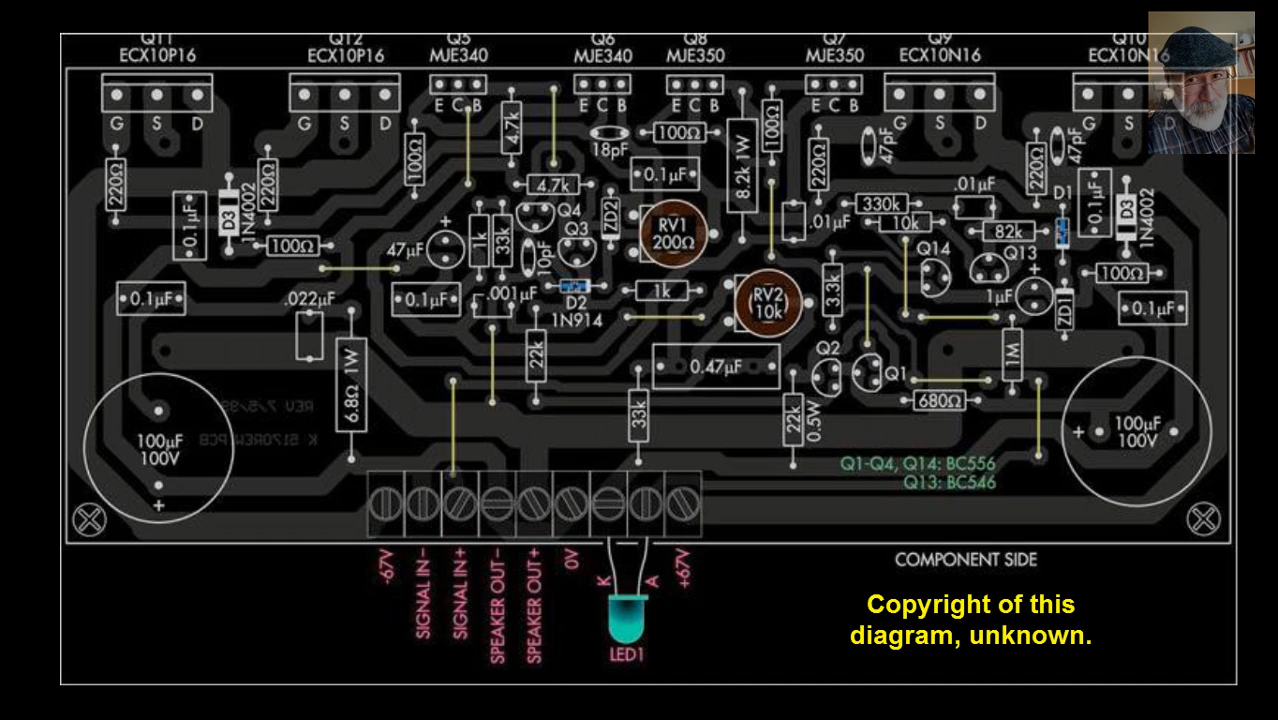 Q11 Q12 Q5 Q6 Q8 Q7 Q9 Q10
ECX10P16 ECX10P16 MJE340 MJE340 MJE350 MJE350 ECX10N16 ECX10N16
G S D G S D E C B E C B E C B E C B G S D G S D
4.7k
100Ω
18pF
100Ω
8.2k 1W
100Ω
220Ω
47pF
220Ω
47pF
220Ω
220Ω
0.1µF
D3
1N4002
100Ω
47µF
+
1k
33k
4.7k
Q4
Q3
10pF
ZD2
0.1µF
RV1
200Ω
.01µF
330k
10k
.01µF
82k
D1
0.1µF
D3
1N4002
Q14
Q13
100Ω
0.1µF
.022µF
0.1µF
.001µF
D2
1N914
1k
RV2
10k
3.3k
1µF
+
ZD1
0.1µF
6.8Ω 1W
22k
0.47µF
Q2
Q1
1M
33k
22k
0.5W
680Ω
REV 7/5/99
K 5170REW PCB
100µF
100V
+
+
100µF
100V
Q1-Q4, Q14: BC556
Q13: BC546
-67V
SIGNAL IN-
SIGNAL IN+
SPEAKER OUT-
SPEAKER OUT+
0V
K
A
+67V
LED1
COMPONENT SIDE
Copyright of this
diagram, unknown.